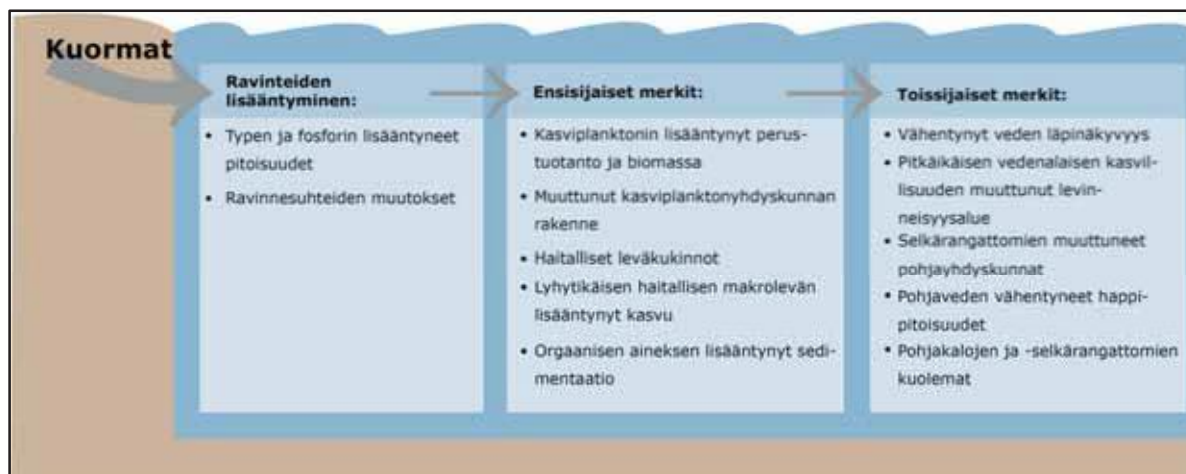 Kuormat
Ravinteiden
lisääntyminen:
• Typen ja fosforin lisääntyneet
pitoisuudet
• Ravinnesuhteiden muutokset
Ensisijaiset merkit:
• Kasviplanktonin lisääntynyt perus-
tuotanto ja biomassa
• Muuttunut kasviplanktonyhdyskunnan
rakenne
• Haitalliset leväkukinnot
• Lyhytikäisen haitallisen makrolevän
lisääntynyt kasvu
• Orgaanisen aineksen lisääntynyt sedi-
mentaatio
Toissijaiset merkit:
• Vähentynyt veden läpinäkyvyys
• Pitkäikäisen vedenalaisen kasvil-
lisuuden muuttunut levin-
neisyysalue
• Selkärangattomien muuttuneet
pohjayhdyskunnat
• Pohjaveden vähentyneet happi-
pitoisuudet
• Pohjakalojen ja -selkärangattomien
kuolemat